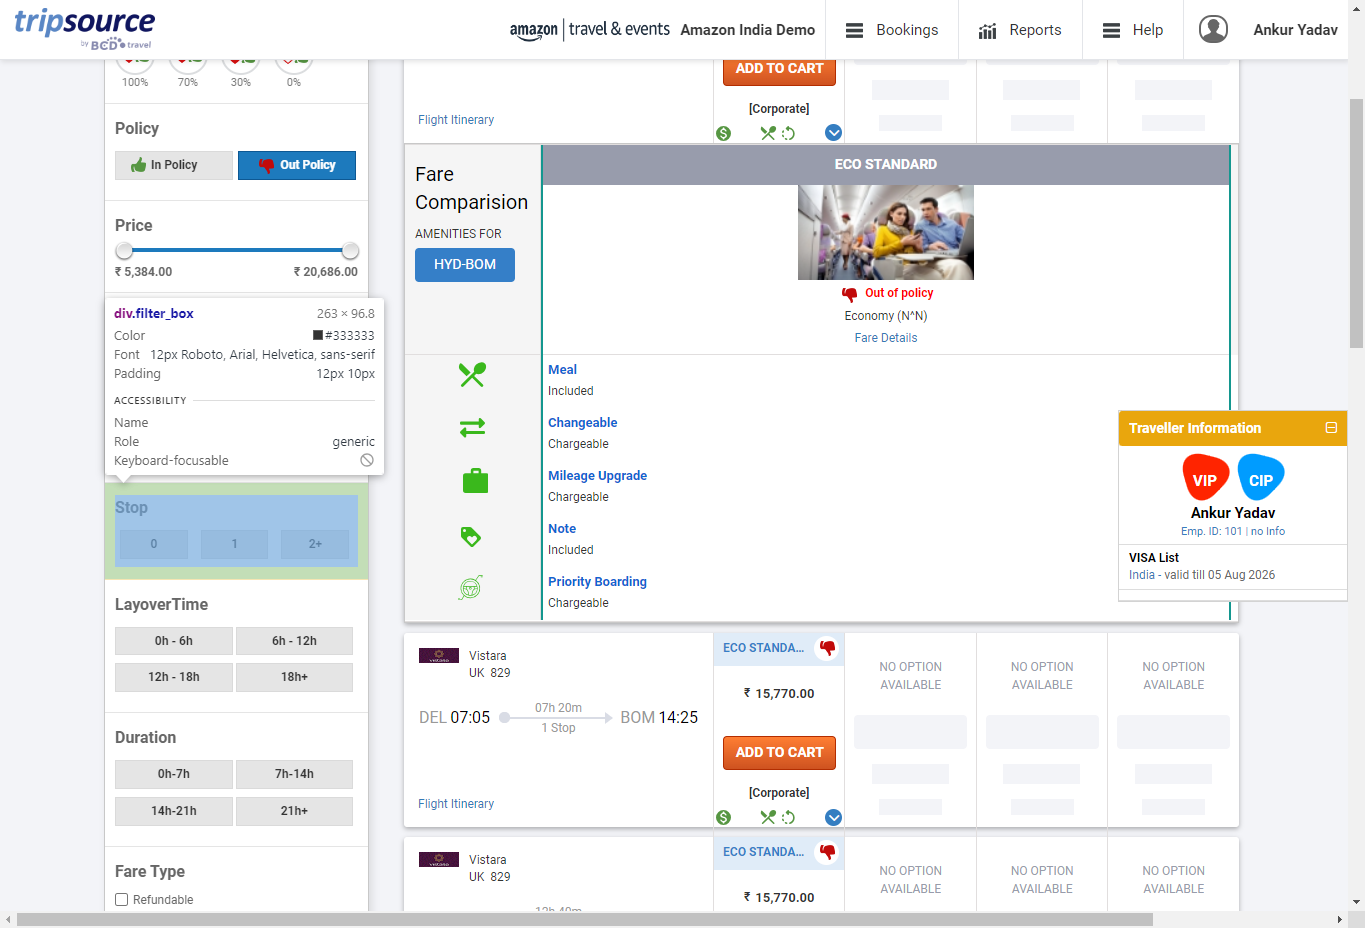 tripsource
by BCD travel
amazon travel & events
Amazon India Demo
Bookings
Reports
Help
Ankur Yadav
100%
70%
30%
0%
Policy
In Policy
Out Policy
Price
₹ 5,384.00
₹ 20,686.00
div.filter_box
263 × 96.8
Color
#333333
Font
12px Roboto, Arial, Helvetica, sans-serif
Padding
12px 10px
ACCESSIBILITY
Name
Role
generic
Keyboard-focusable
Stop
0
1
2+
LayoverTime
0h - 6h
6h - 12h
12h - 18h
18h+
Duration
0h-7h
7h-14h
14h-21h
21h+
Fare Type
Refundable
ADD TO CART
[Corporate]
Flight Itinerary
Fare
Comparision
AMENITIES FOR
HYD-BOM
ECO STANDARD
Out of policy
Economy (N^N)
Fare Details
Meal
Included
Changeable
Chargeable
Mileage Upgrade
Chargeable
Note
Included
Priority Boarding
Chargeable
Traveller Information
VIP
CIP
Ankur Yadav
Emp. ID: 101 | no Info
VISA List
India - valid till 05 Aug 2026
VISTARA
Vistara
UK 829
DEL 07:05
07h 20m
1 Stop
BOM 14:25
Flight Itinerary
ECO STANDA...
₹ 15,770.00
ADD TO CART
[Corporate]
NO OPTION
AVAILABLE
NO OPTION
AVAILABLE
NO OPTION
AVAILABLE
VISTARA
Vistara
UK 829
ECO STANDA...
₹ 15,770.00
NO OPTION
AVAILABLE
NO OPTION
AVAILABLE
NO OPTION
AVAILABLE